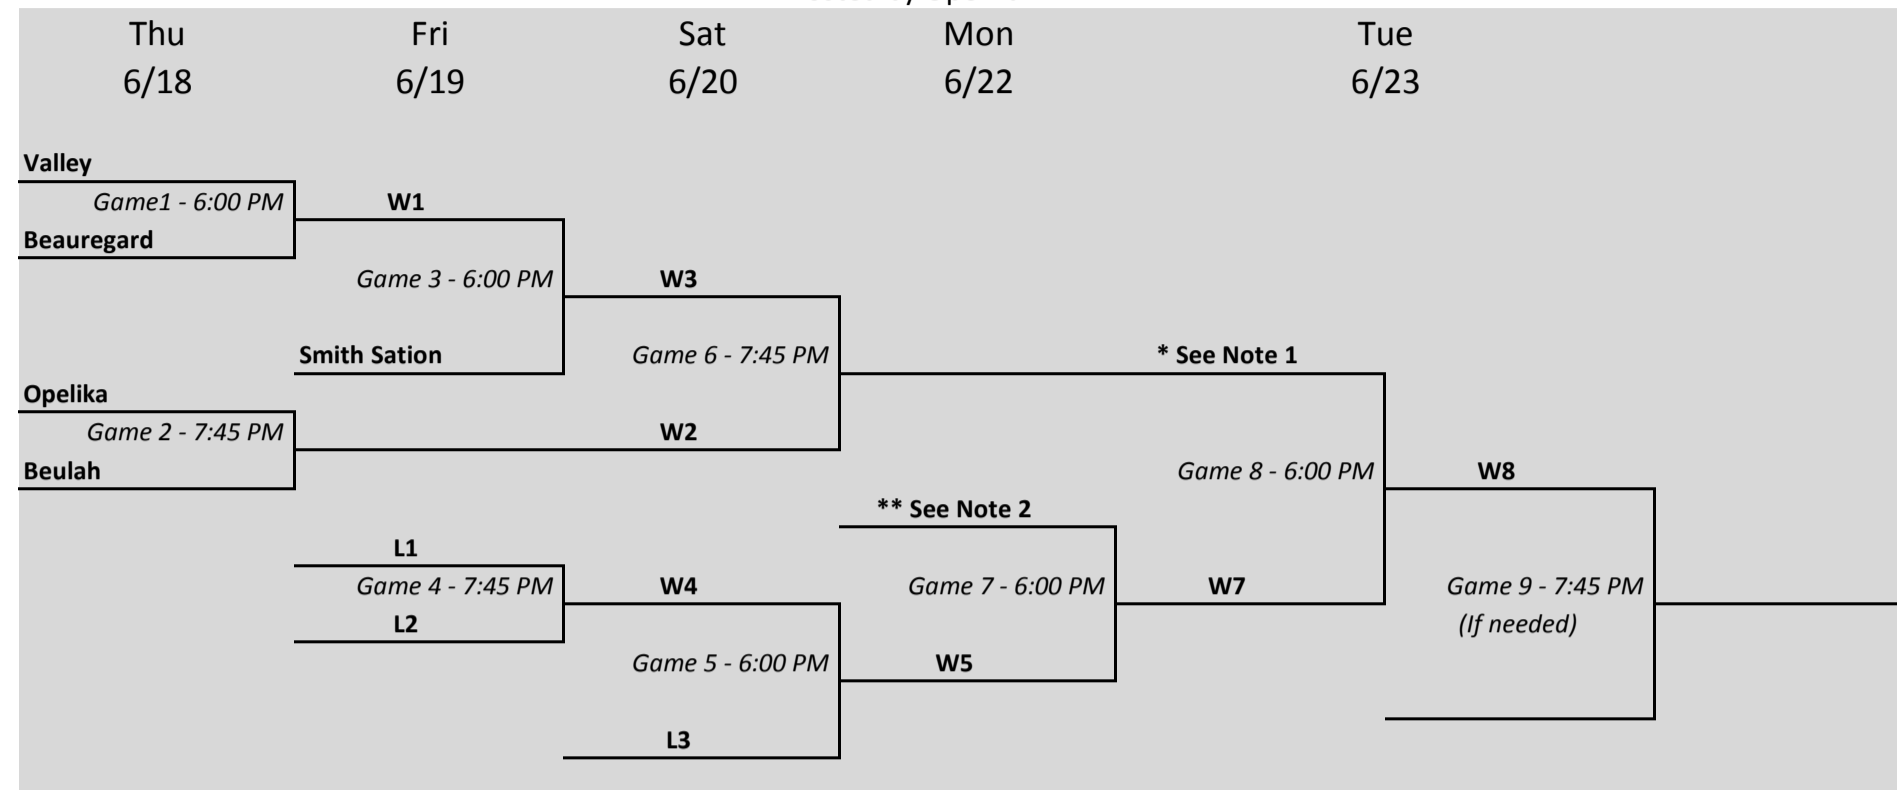 Thu Fri Sat Mon Tue
6/18 6/19 6/20 6/22 6/23
Valley
Game1 - 6:00 PM W1
Beauregard
Game 3 - 6:00 PM W3
Smith Sation Game 6 - 7:45 PM * See Note 1
Opelika
Game 2 - 7:45 PM W2
Beulah Game 8 - 6:00 PM W8
** See Note 2
L1
Game 4 - 7:45 PM W4 Game 7 - 6:00 PM W7 Game 9 - 7:45 PM
L2 (If needed)
Game 5 - 6:00 PM W5
L3